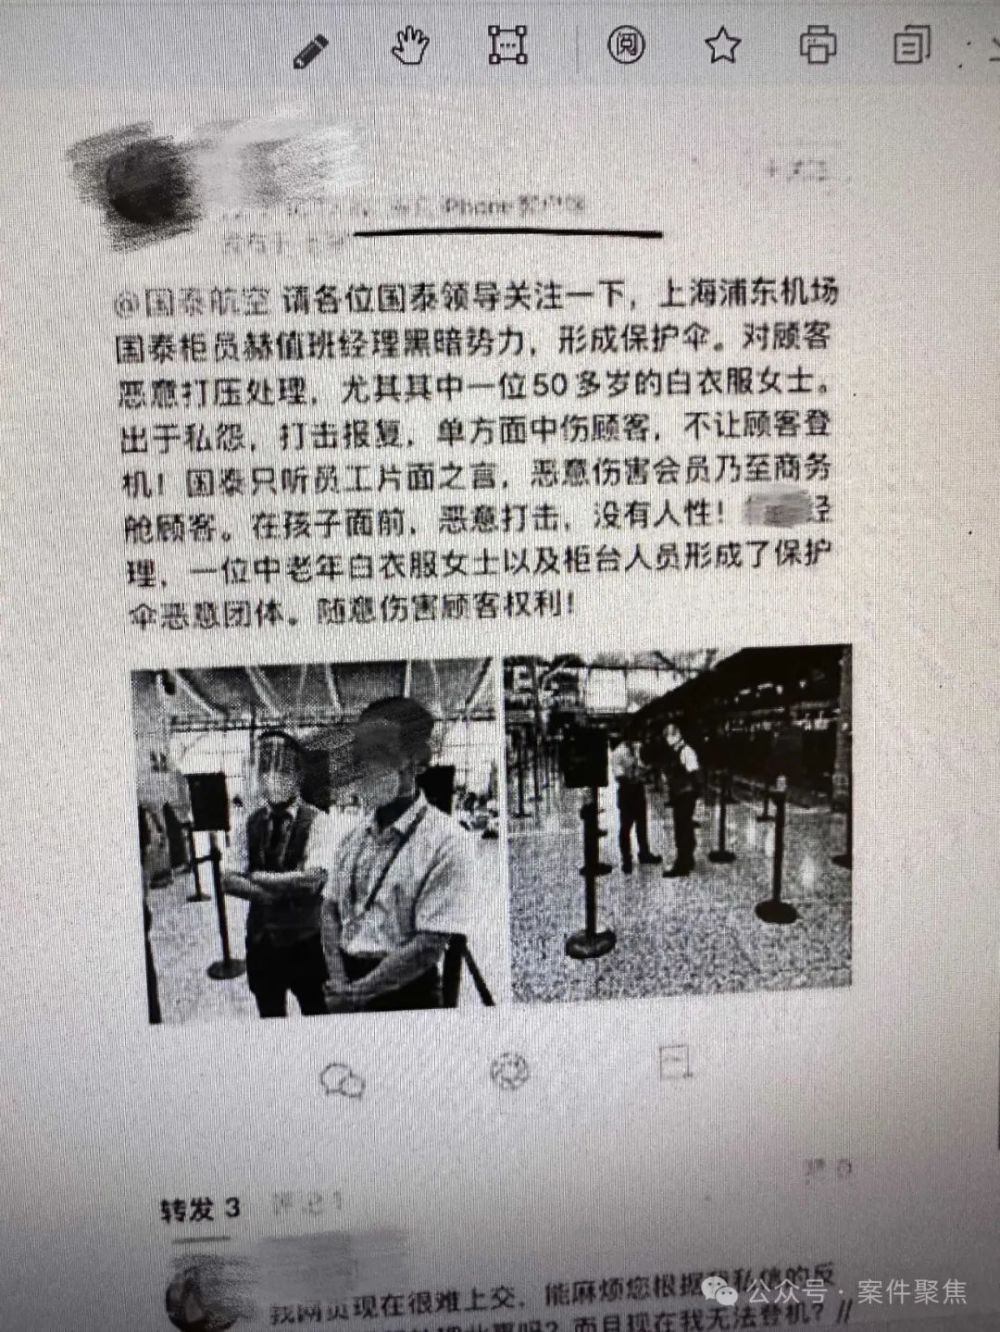 阅
iPhone客户端
@国泰航空 请各位国泰领导关注一下，上海浦东机场
国泰柜员赫值班经理黑暗势力，形成保护伞。对顾客
恶意打压处理，尤其其中一位50多岁的白衣服女士。
出于私怨，打击报复，单方面中伤顾客，不让顾客登
机！国泰只听员工片面之言，恶意伤害会员乃至商务
舱顾客。在孩子面前，恶意打击，没有人性！经
理，一位中老年白衣服女士以及柜台人员形成了保护
伞恶意团体。随意伤害顾客权利！
转发 3
我网页现在很难上交，能麻烦您根据我私信的反
而且现在我无法登机？//
公众号·案件聚焦